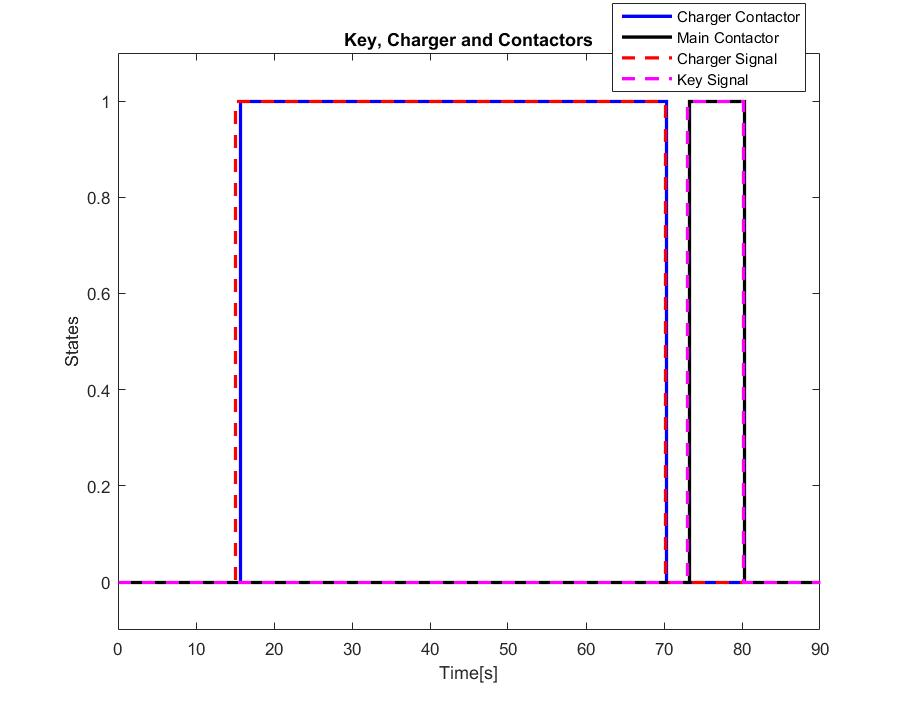 Key, Charger and Contactors
Charger Contactor
Main Contactor
Charger Signal
Key Signal
1
0.8
0.6
0.4
0.2
0
States
0 10 20 30 40 50 60 70 80 90
Time[s]